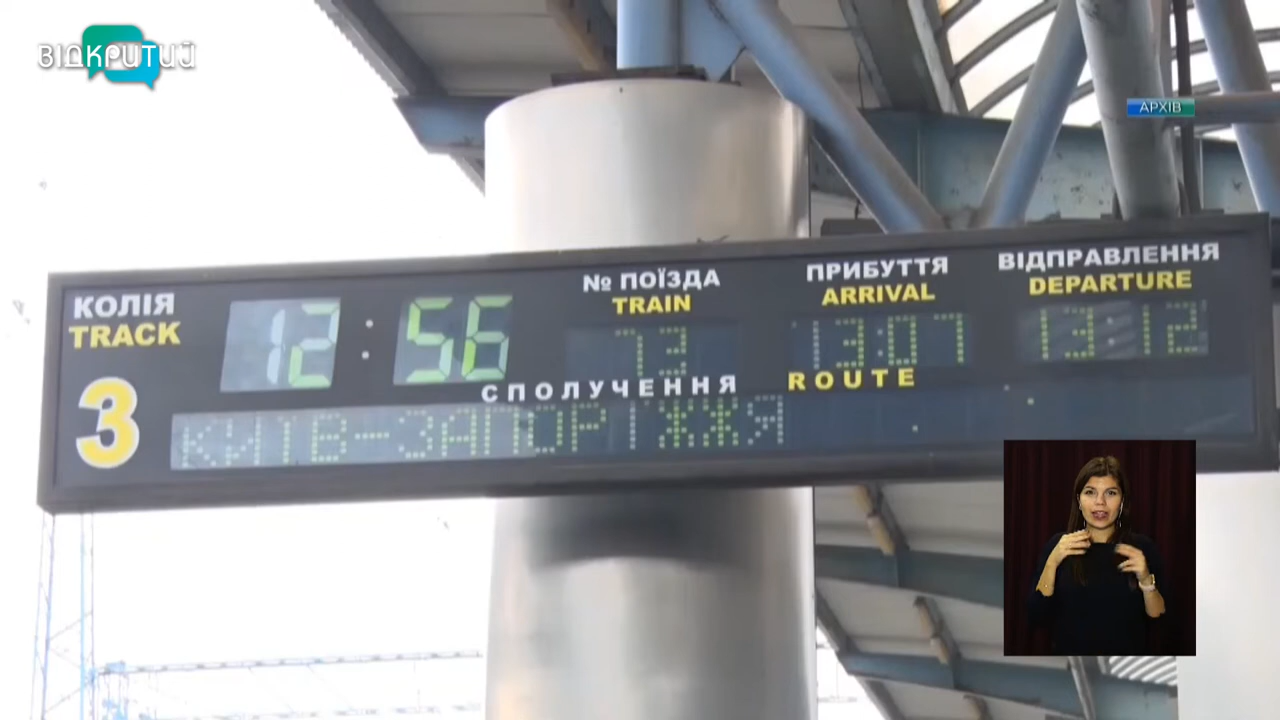 ВІДКРИТИЙ
АРХІВ
КОЛІЯ
TRACK
3
12:56
№ ПОЇЗДА
TRAIN
73
ПРИБУТТЯ
ARRIVAL
13:07
ВІДПРАВЛЕННЯ
DEPARTURE
13:12
СПОЛУЧЕННЯ ROUTE
КИЇВ-ЗАПОРІЖЖЯ